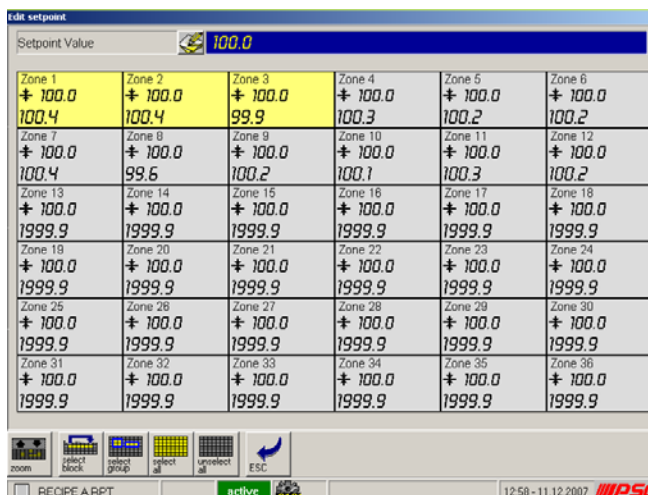 Edit setpoint
Setpoint Value 100.0
Zone 1 Zone 2 Zone 3 Zone 4 Zone 5 Zone 6
100.0 100.0 100.0 100.0 100.0 100.0
100.4 100.4 99.9 100.3 100.2 100.2
Zone 7 Zone 8 Zone 9 Zone 10 Zone 11 Zone 12
100.0 100.0 100.0 100.0 100.0 100.0
100.4 99.6 100.2 100.1 100.3 100.2
Zone 13 Zone 14 Zone 15 Zone 16 Zone 17 Zone 18
100.0 100.0 100.0 100.0 100.0 100.0
1999.9 1999.9 1999.9 1999.9 1999.9 1999.9
Zone 19 Zone 20 Zone 21 Zone 22 Zone 23 Zone 24
100.0 100.0 100.0 100.0 100.0 100.0
1999.9 1999.9 1999.9 1999.9 1999.9 1999.9
Zone 25 Zone 26 Zone 27 Zone 28 Zone 29 Zone 30
100.0 100.0 100.0 100.0 100.0 100.0
1999.9 1999.9 1999.9 1999.9 1999.9 1999.9
Zone 31 Zone 32 Zone 33 Zone 34 Zone 35 Zone 36
100.0 100.0 100.0 100.0 100.0 100.0
1999.9 1999.9 1999.9 1999.9 1999.9 1999.9
zoom select block select group select all unselect all ESC
RECIPE A.RPT active 12:58 - 11.12.2007 PSG